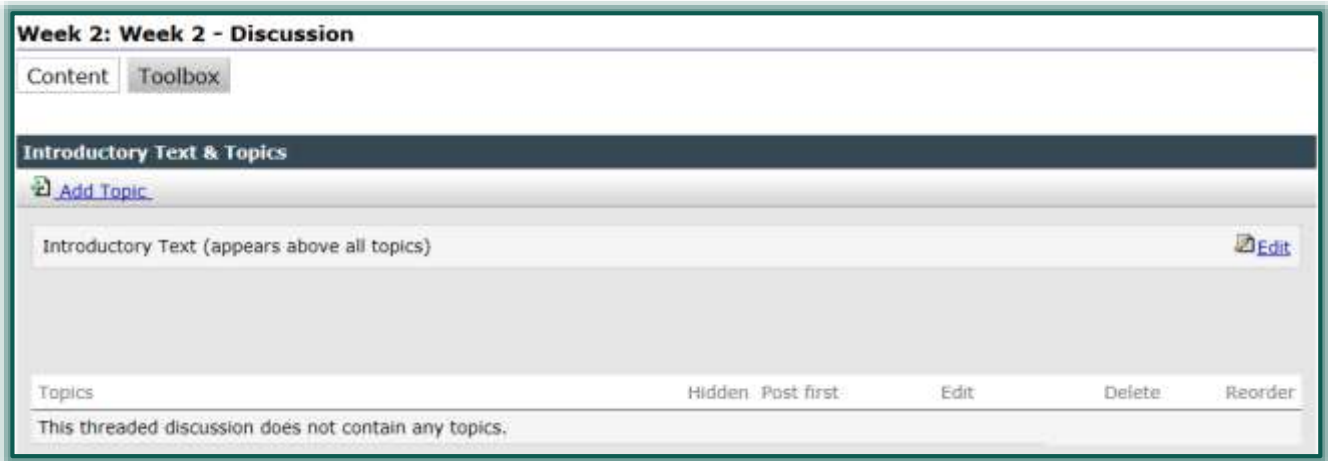 Week 2: Week 2 - Discussion
Content Toolbox
Introductory Text & Topics
Add Topic
Introductory Text (appears above all topics) Edit
Topics Hidden Post first Edit Delete Reorder
This threaded discussion does not contain any topics.